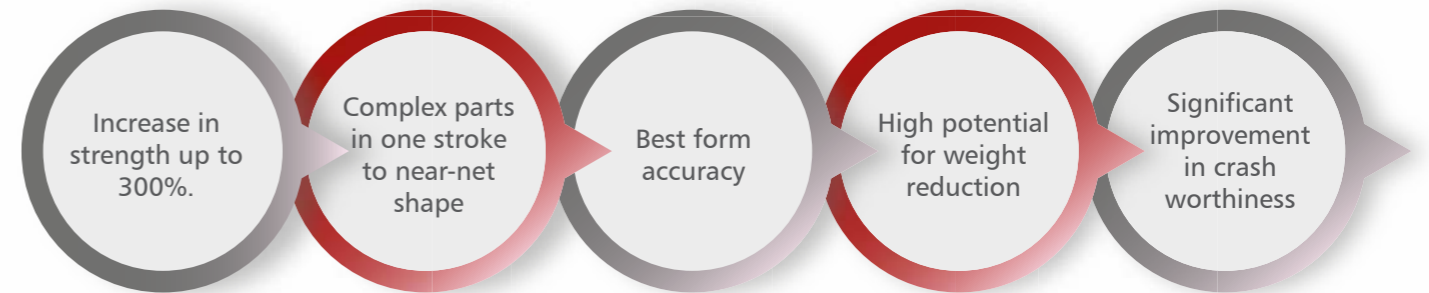 Increase in
strength up to
300%.
Complex parts
in one stroke
to near-net
shape
Best form
accuracy
High potential
for weight
reduction
Significant
improvement
in crash
worthiness